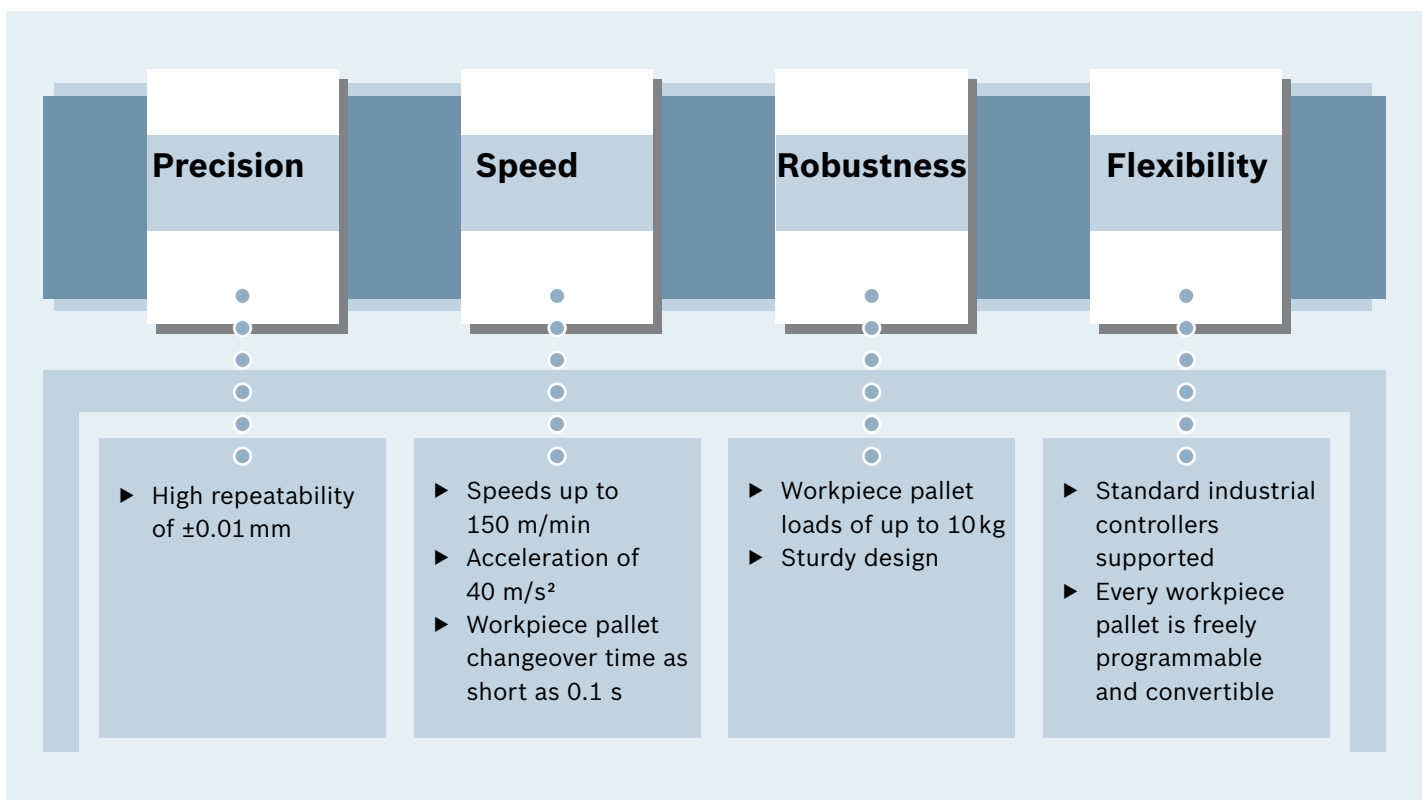 Precision
Speed
Robustness
Flexibility
▶ High repeatability
of ±0.01 mm
▶ Speeds up to
150 m/min
▶ Acceleration of
40 m/s²
▶ Workpiece pallet
changeover time as
short as 0.1 s
▶ Workpiece pallet
loads of up to 10 kg
▶ Sturdy design
▶ Standard industrial
controllers
supported
▶ Every workpiece
pallet is freely
programmable
and convertible